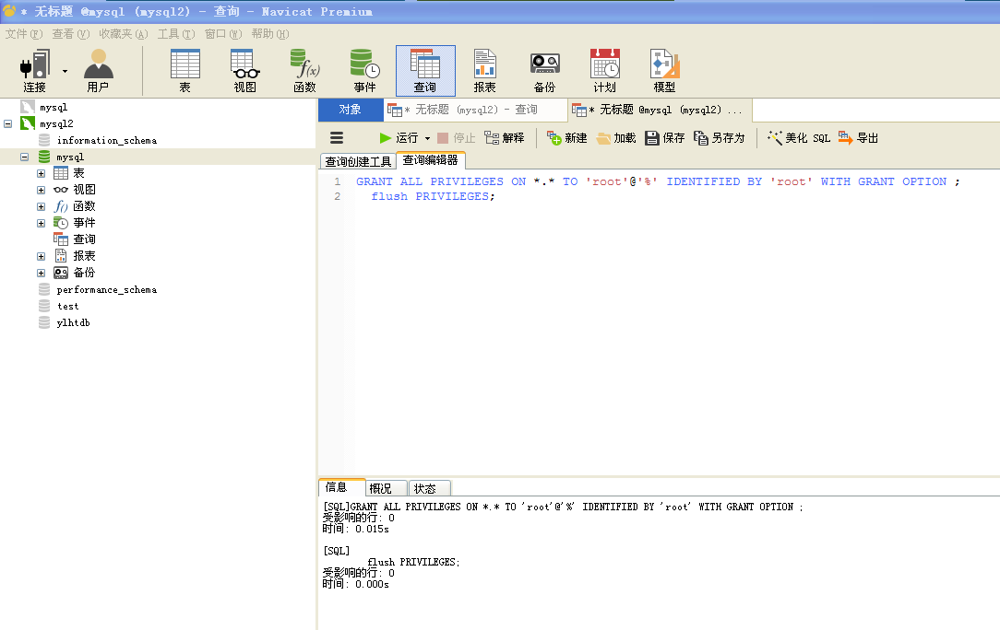 * 无标题 @mysql (mysql2) - 查询 - Navicat Premium
文件(F) 查看(V) 收藏夹(A) 工具(T) 窗口(W) 帮助(H)
连接 用户 表 视图 函数 事件 查询 报表 备份 计划 模型
mysql
mysql2
information_schema
mysql
表
视图
函数
事件
查询
报表
备份
performance_schema
test
ylhtdb
对象 * 无标题 (mysql2) - 查询 * 无标题 @mysql (mysql2) ...
运行 停止 解释 新建 加载 保存 另存为 美化 SQL 导出
查询创建工具 查询编辑器
1 GRANT ALL PRIVILEGES ON *.* TO 'root'@'%' IDENTIFIED BY 'root' WITH GRANT OPTION ;
2 flush PRIVILEGES;
信息 概况 状态
[SQL]GRANT ALL PRIVILEGES ON *.* TO 'root'@'%' IDENTIFIED BY 'root' WITH GRANT OPTION ;
受影响的行: 0
时间: 0.015s
[SQL]
flush PRIVILEGES;
受影响的行: 0
时间: 0.000s